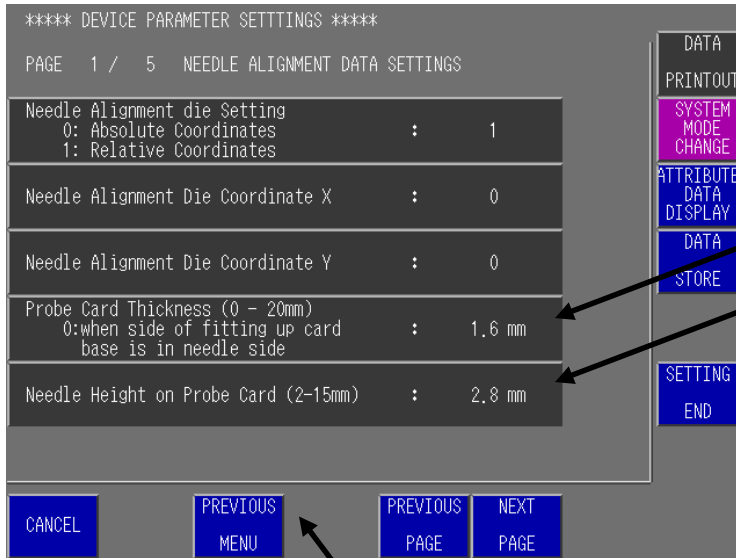 ***** DEVICE PARAMETER SETTTINGS *****
PAGE 1 / 5 NEEDLE ALIGNMENT DATA SETTINGS
Needle Alignment die Setting
0: Absolute Coordinates : 1
1: Relative Coordinates
Needle Alignment Die Coordinate X : 0
Needle Alignment Die Coordinate Y : 0
Probe Card Thickness (0 - 20mm)
0:when side of fitting up card : 1.6 mm
base is in needle side
Needle Height on Probe Card (2-15mm) : 2.8 mm
DATA
PRINTOUT
SYSTEM
MODE
CHANGE
ATTRIBUTE
DATA
DISPLAY
DATA
STORE
SETTING
END
CANCEL
PREVIOUS
MENU
PREVIOUS
PAGE
NEXT
PAGE